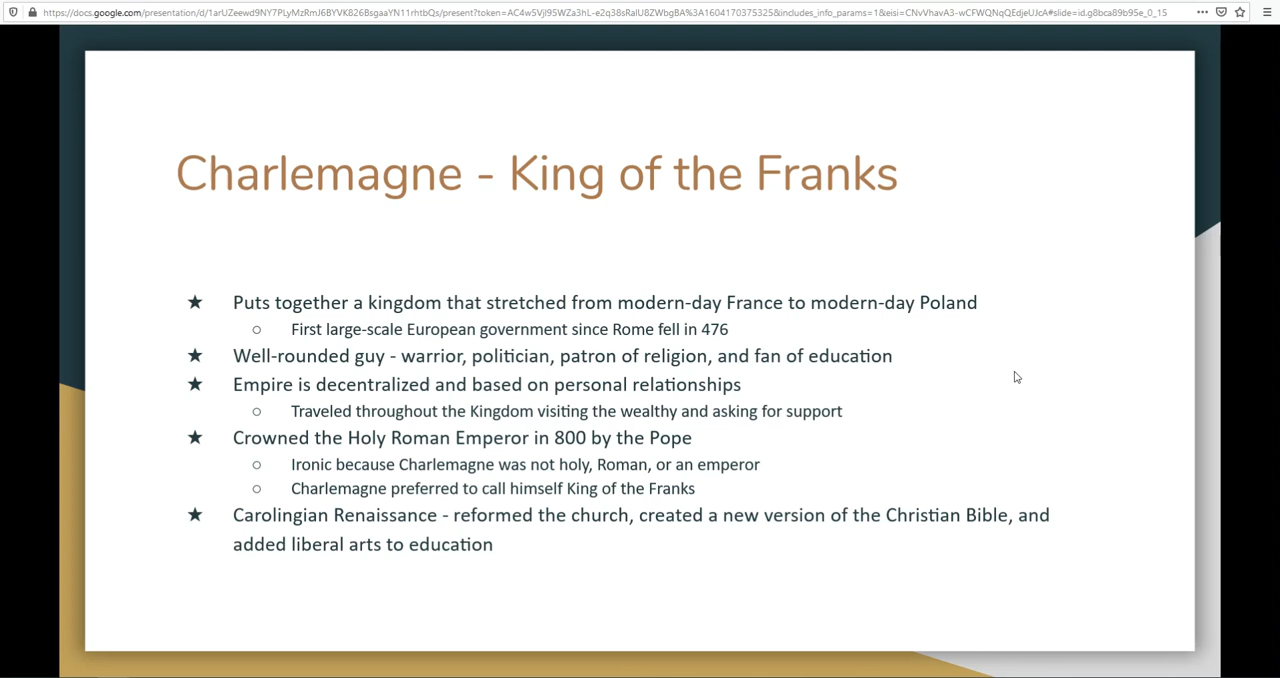 Charlemagne - King of the Franks
★ Puts together a kingdom that stretched from modern-day France to modern-day Poland
○ First large-scale European government since Rome fell in 476
★ Well-rounded guy - warrior, politician, patron of religion, and fan of education
★ Empire is decentralized and based on personal relationships
○ Traveled throughout the Kingdom visiting the wealthy and asking for support
★ Crowned the Holy Roman Emperor in 800 by the Pope
○ Ironic because Charlemagne was not holy, Roman, or an emperor
○ Charlemagne preferred to call himself King of the Franks
★ Carolingian Renaissance - reformed the church, created a new version of the Christian Bible, and
added liberal arts to education